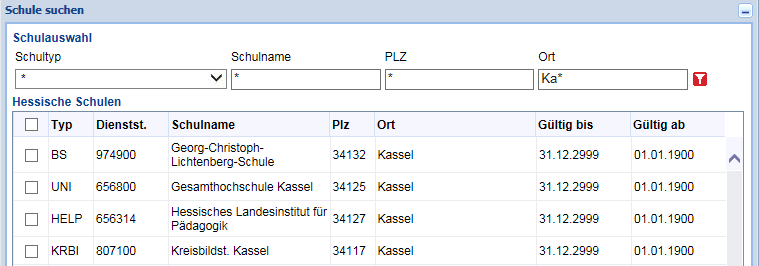 Schule suchen
Schulauswahl
Schultyp Schulname PLZ Ort
* * * Ka*
Hessische Schulen
Typ Dienstst. Schulname Plz Ort Gültig bis Gültig ab
BS 974900 Georg-Christoph-Lichtenberg-Schule 34132 Kassel 31.12.2999 01.01.1900
UNI 656800 Gesamthochschule Kassel 34125 Kassel 31.12.2999 01.01.1900
HELP 656314 Hessisches Landesinstitut für Pädagogik 34127 Kassel 31.12.2999 01.01.1900
KRBI 807100 Kreisbildst. Kassel 34117 Kassel 31.12.2999 01.01.1900